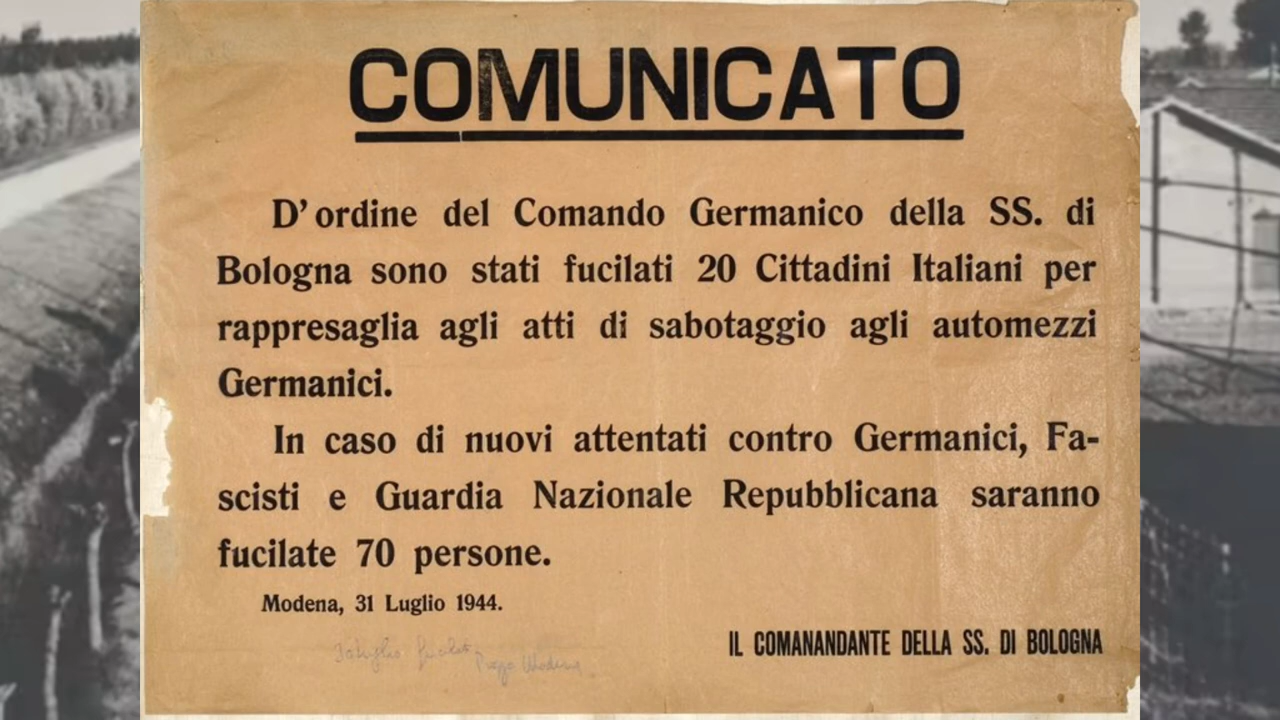 COMUNICATO
D'ordine del Comando Germanico della SS. di
Bologna sono stati fucilati 20 Cittadini Italiani per
rappresaglia agli atti di sabotaggio agli automezzi
Germanici.
In caso di nuovi attentati contro Germanici, Fa-
scisti e Guardia Nazionale Repubblicana saranno
fucilate 70 persone.
Modena, 31 Luglio 1944.
IL COMANANDANTE DELLA SS. DI BOLOGNA